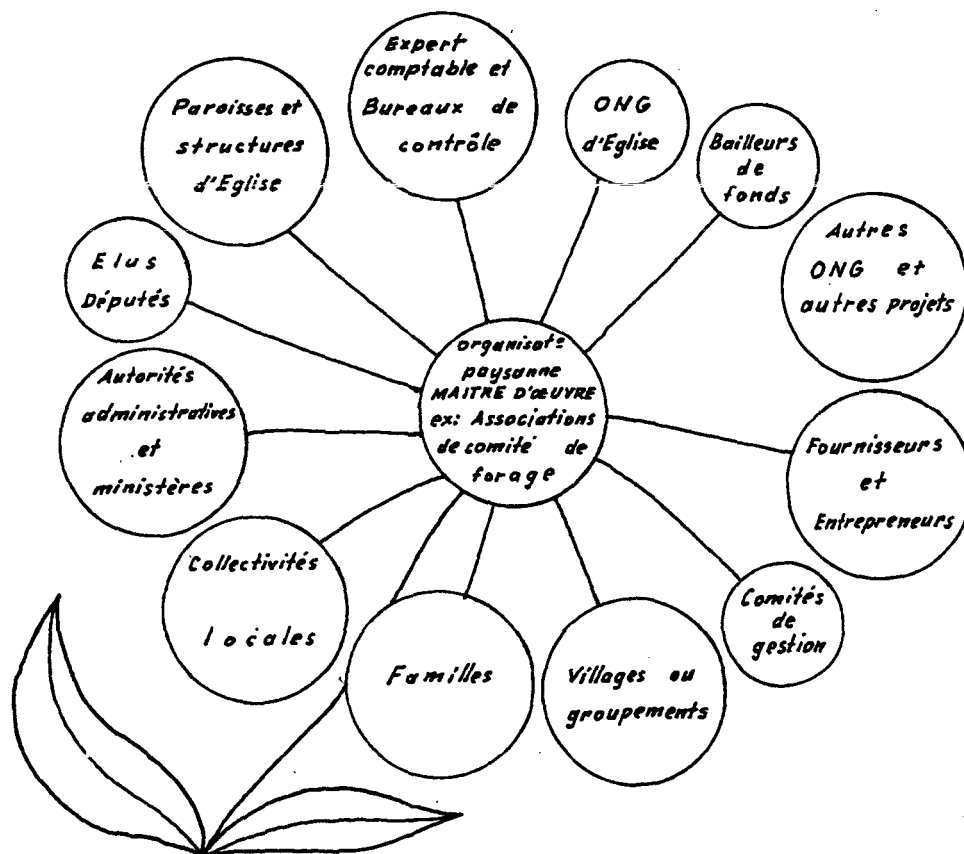 Expert
comptable et
Bureaux de
contrôle
Paroisses et
structures
d'Eglise
ONG
d'Eglise
Bailleurs
de
fonds
Autres
ONG et
autres projets
Elus
Députés
organisat=
paysanne
MAITRE D'ŒUVRE
ex: Associations
de comité de
forage
Autorités
administratives
et
ministères
Fournisseurs
et
Entrepreneurs
Collectivités
locales
Comités
de
gestion
Familles
Villages ou
groupements